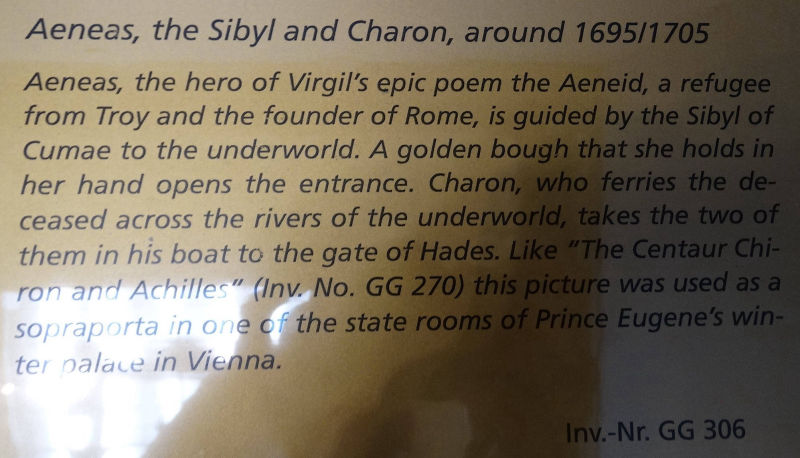 Aeneas, the Sibyl and Charon, around 1695/1705
Aeneas, the hero of Virgil's epic poem the Aeneid, a refugee
from Troy and the founder of Rome, is guided by the Sibyl of
Cumae to the underworld. A golden bough that she holds in
her hand opens the entrance. Charon, who ferries the de-
ceased across the rivers of the underworld, takes the two of
them in his boat to the gate of Hades. Like "The Centaur Chi-
ron and Achilles" (Inv. No. GG 270) this picture was used as a
sopraporta in one of the state rooms of Prince Eugene's win-
ter palace in Vienna.
Inv.-Nr. GG 306